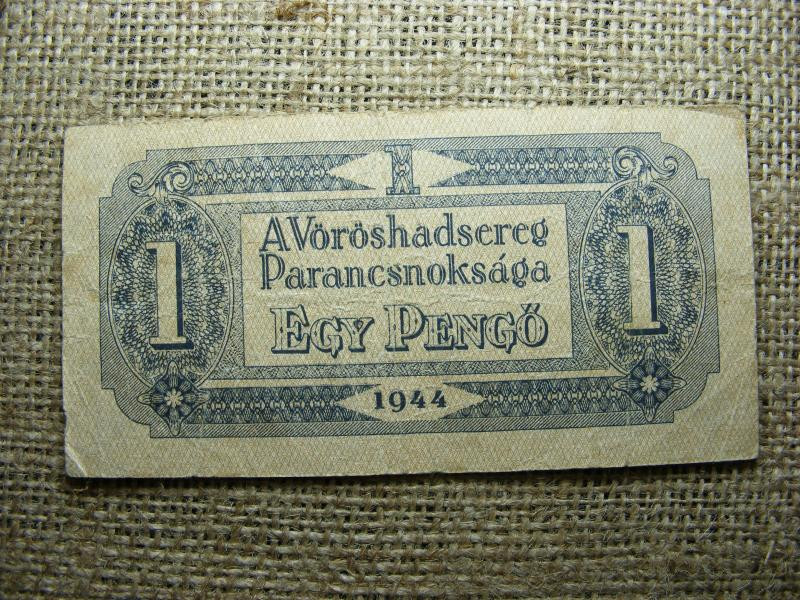 1
A Vöröshadsereg
Parancsnoksága
1 1
EGY PENGŐ
1944